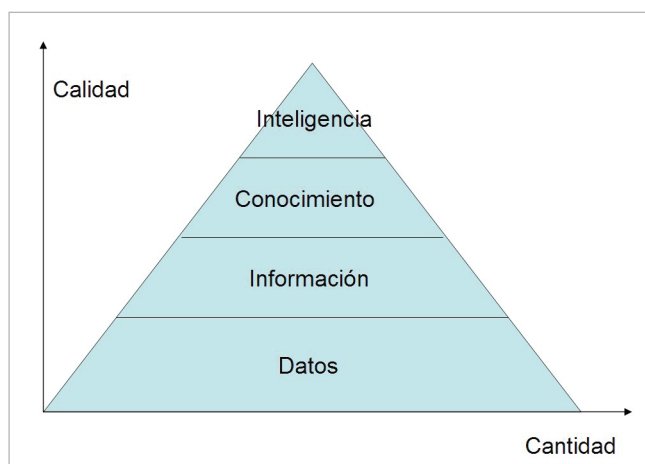 Calidad
Inteligencia
Conocimiento
Información
Datos
Cantidad